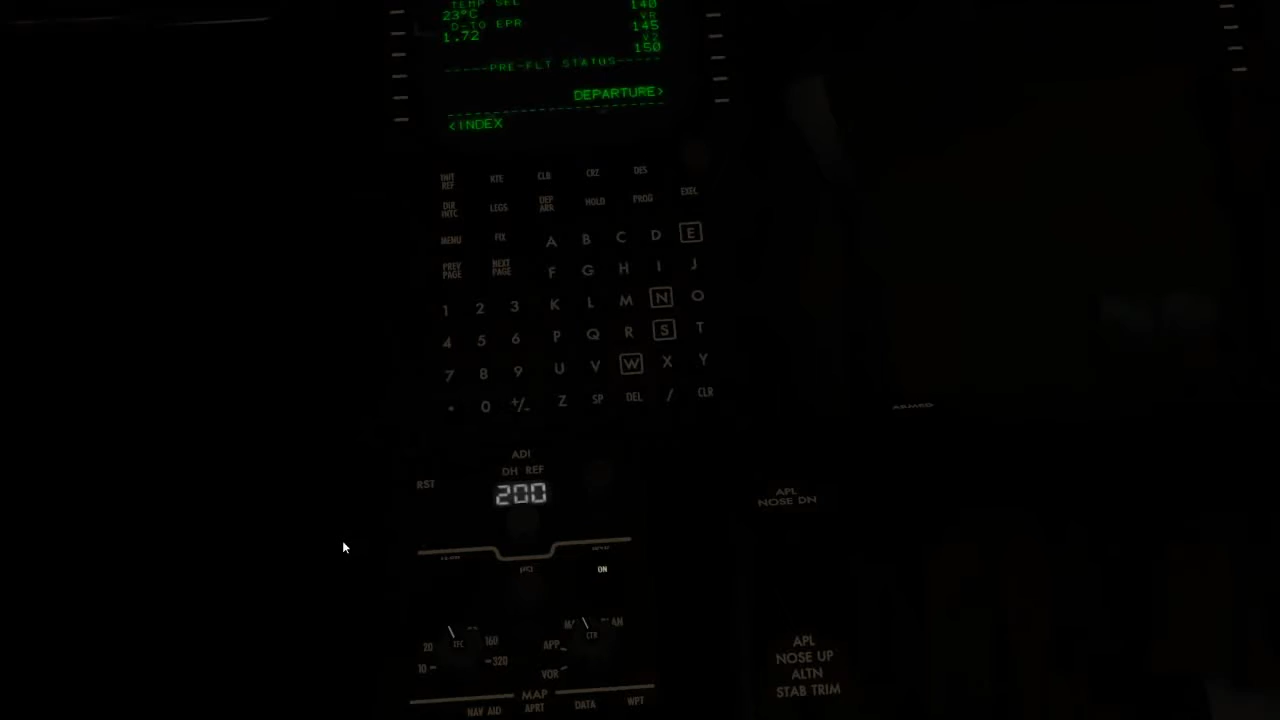 TEMP SEL 140
23°C VR
D-TO EPR 145
1.72 V2
150
-----PRE-FLT STATUS-----
DEPARTURE>
<INDEX
INIT REF RTE CLB CRZ DES
DIR INTC LEGS DEP ARR HOLD PROG EXEC
MENU FIX A B C D E
PREV PAGE NEXT PAGE F G H I J
1 2 3 K L M N O
4 5 6 P Q R S T
7 8 9 U V W X Y
. 0 +/- Z SP DEL / CLR
ARMED
ADI
DH REF
RST
200
APL
NOSE DN
ON
20 160 PLAN
CTR
APP
10 320
VOR
APL
NOSE UP
ALTN
STAB TRIM
MAP
NAV AID APRT DATA WPT